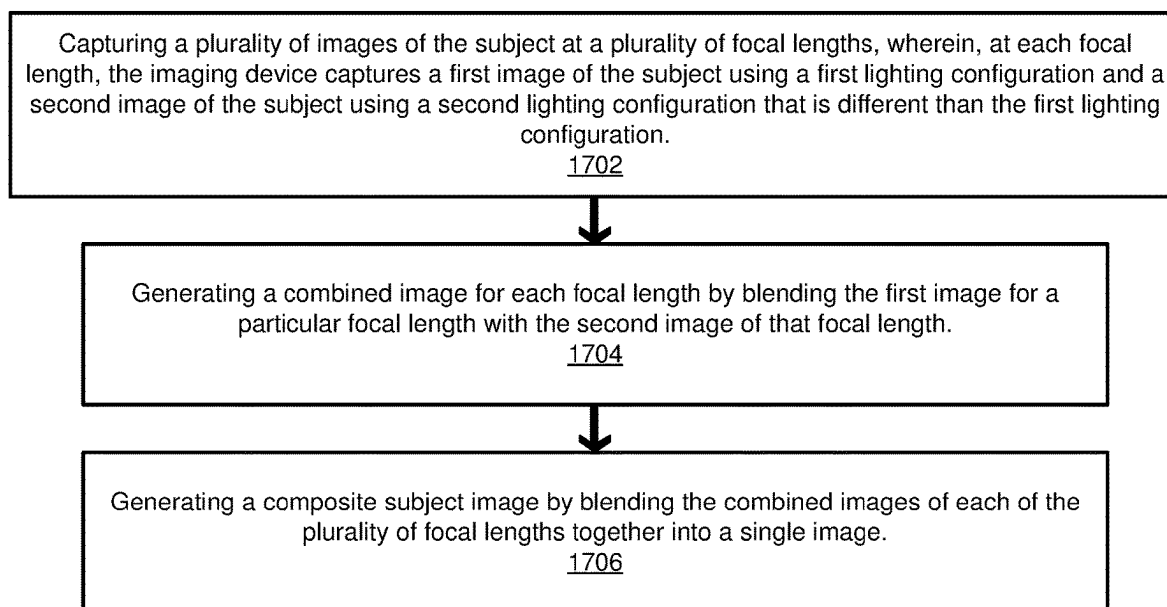 Capturing a plurality of images of the subject at a plurality of focal lengths, wherein, at each focal
length, the imaging device captures a first image of the subject using a first lighting configuration and a
second image of the subject using a second lighting configuration that is different than the first lighting
configuration.
1702
Generating a combined image for each focal length by blending the first image for a
particular focal length with the second image of that focal length.
1704
Generating a composite subject image by blending the combined images of each of the
plurality of focal lengths together into a single image.
1706